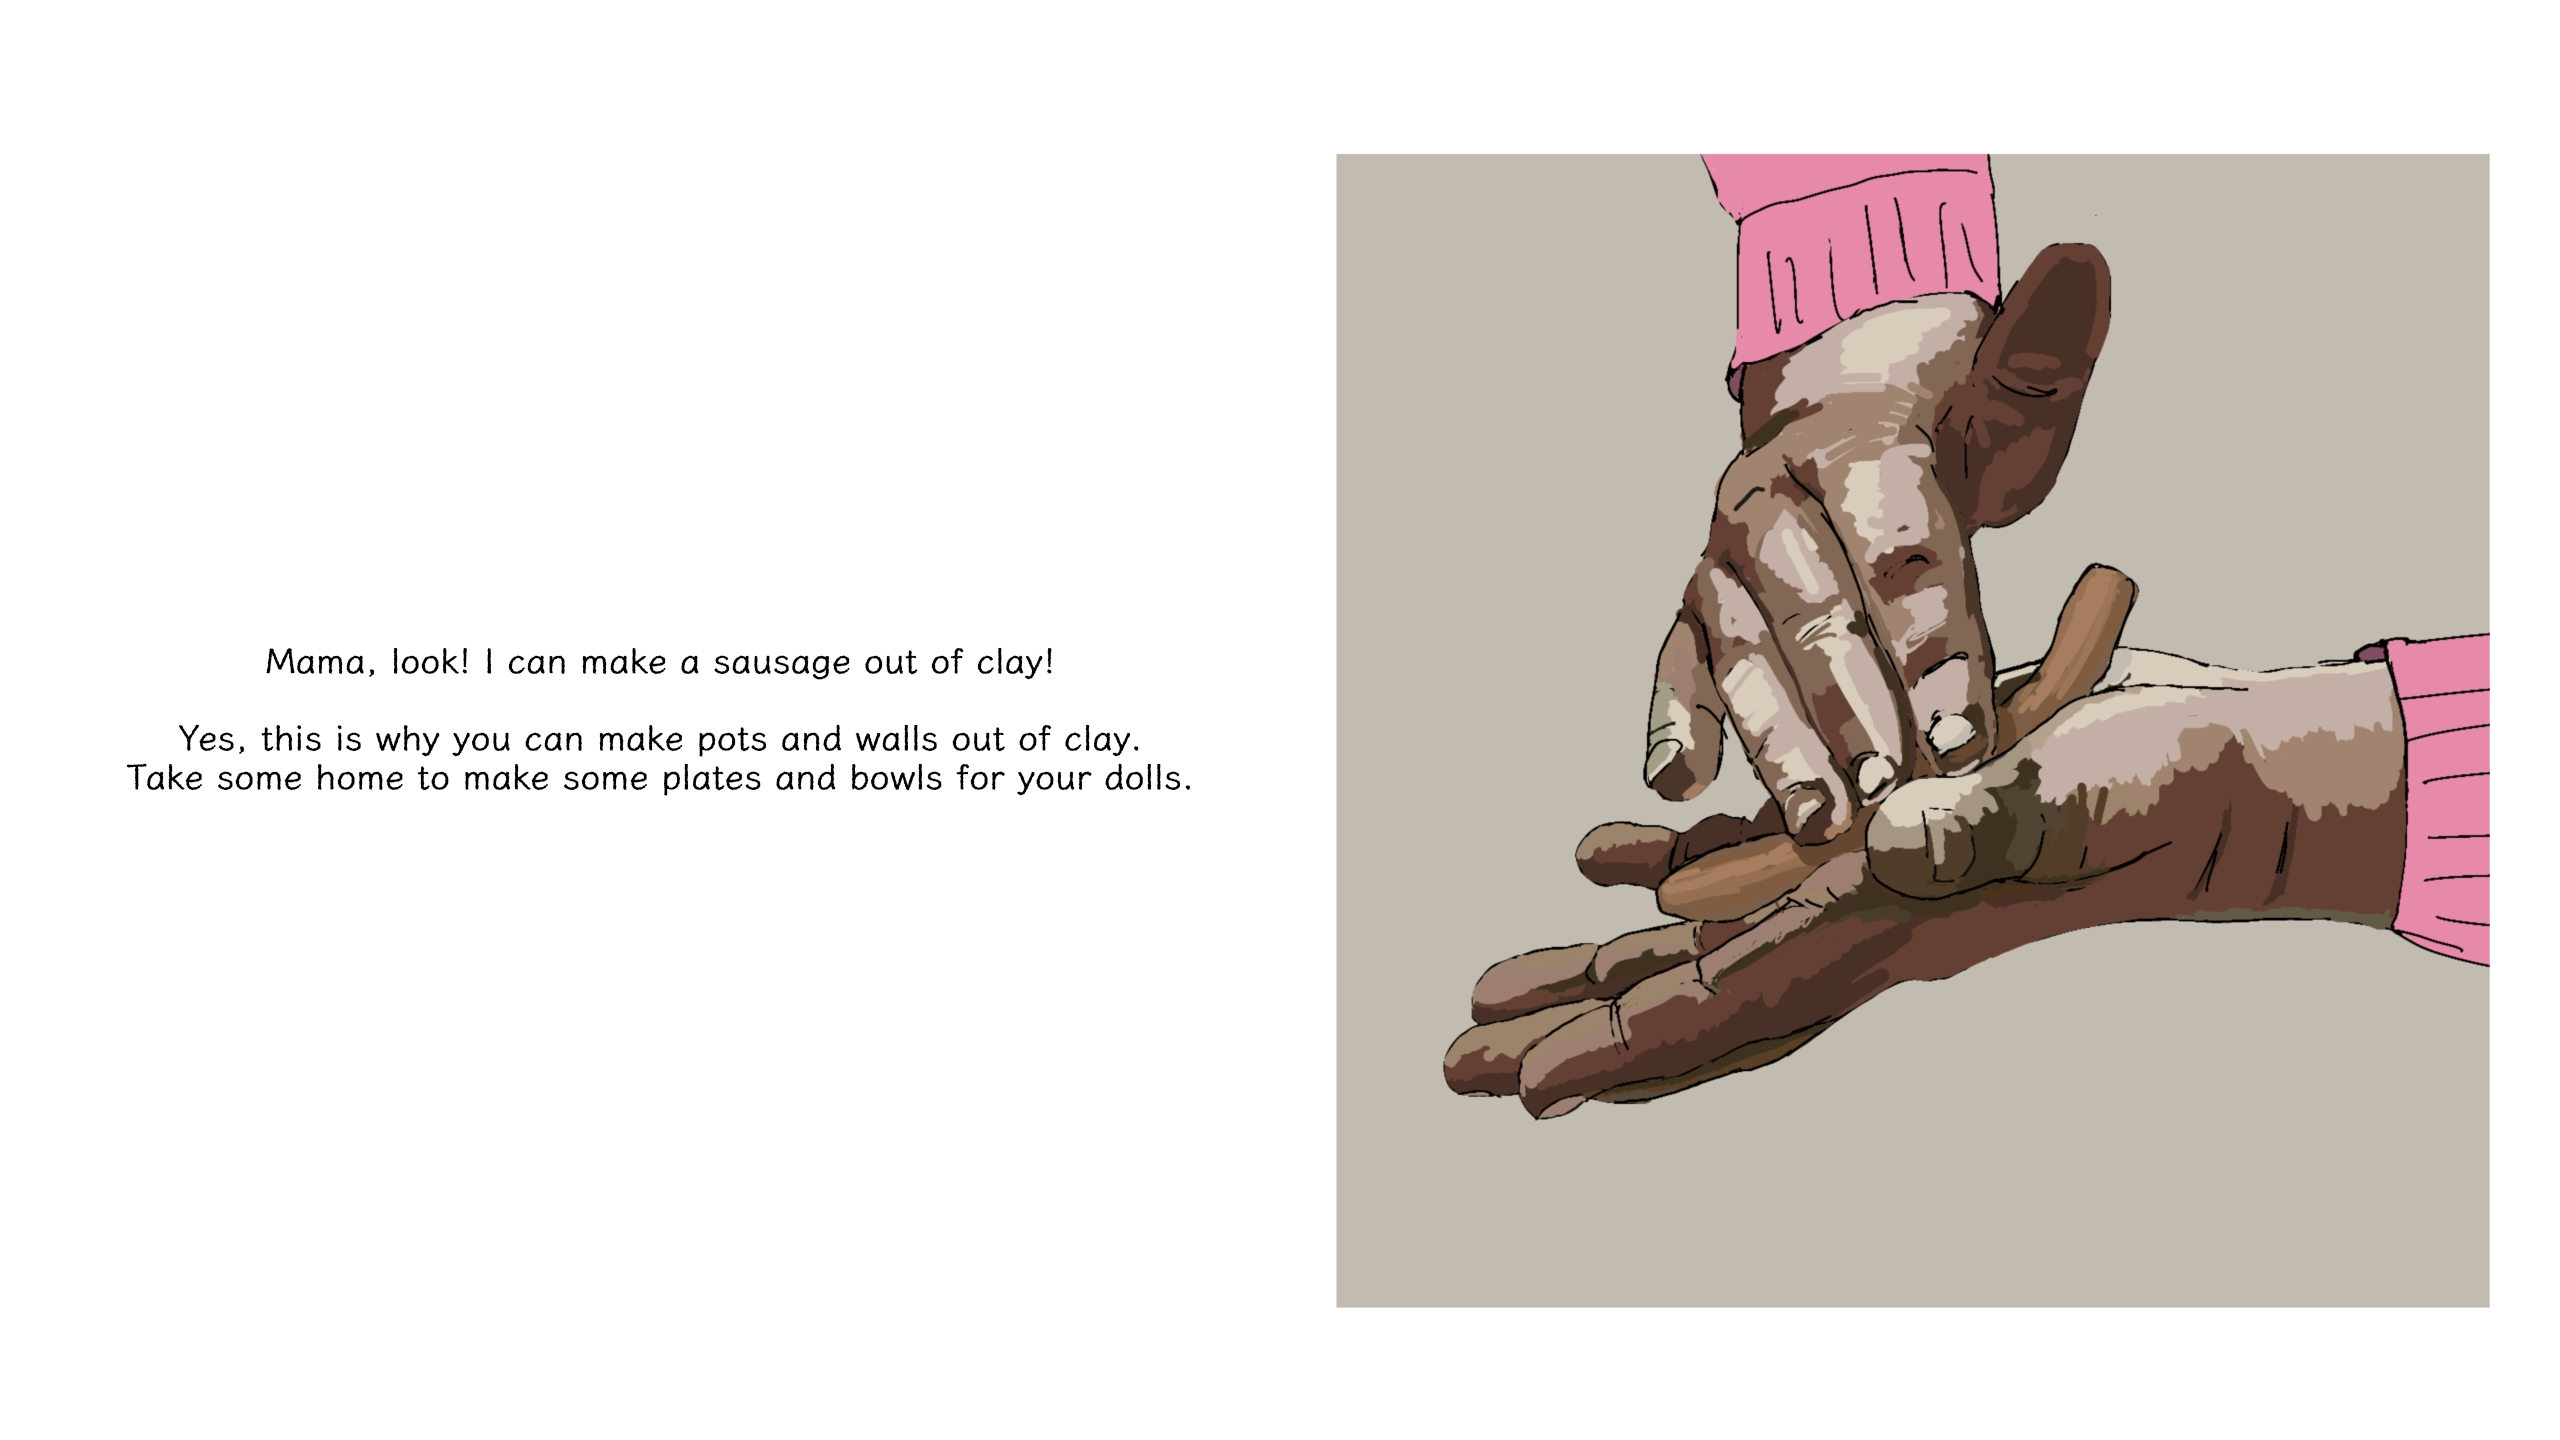 Mama, look! I can make a sausage out of clay!
Yes, this is why you can make pots and walls out of clay.
Take some home to make some plates and bowls for your dolls.